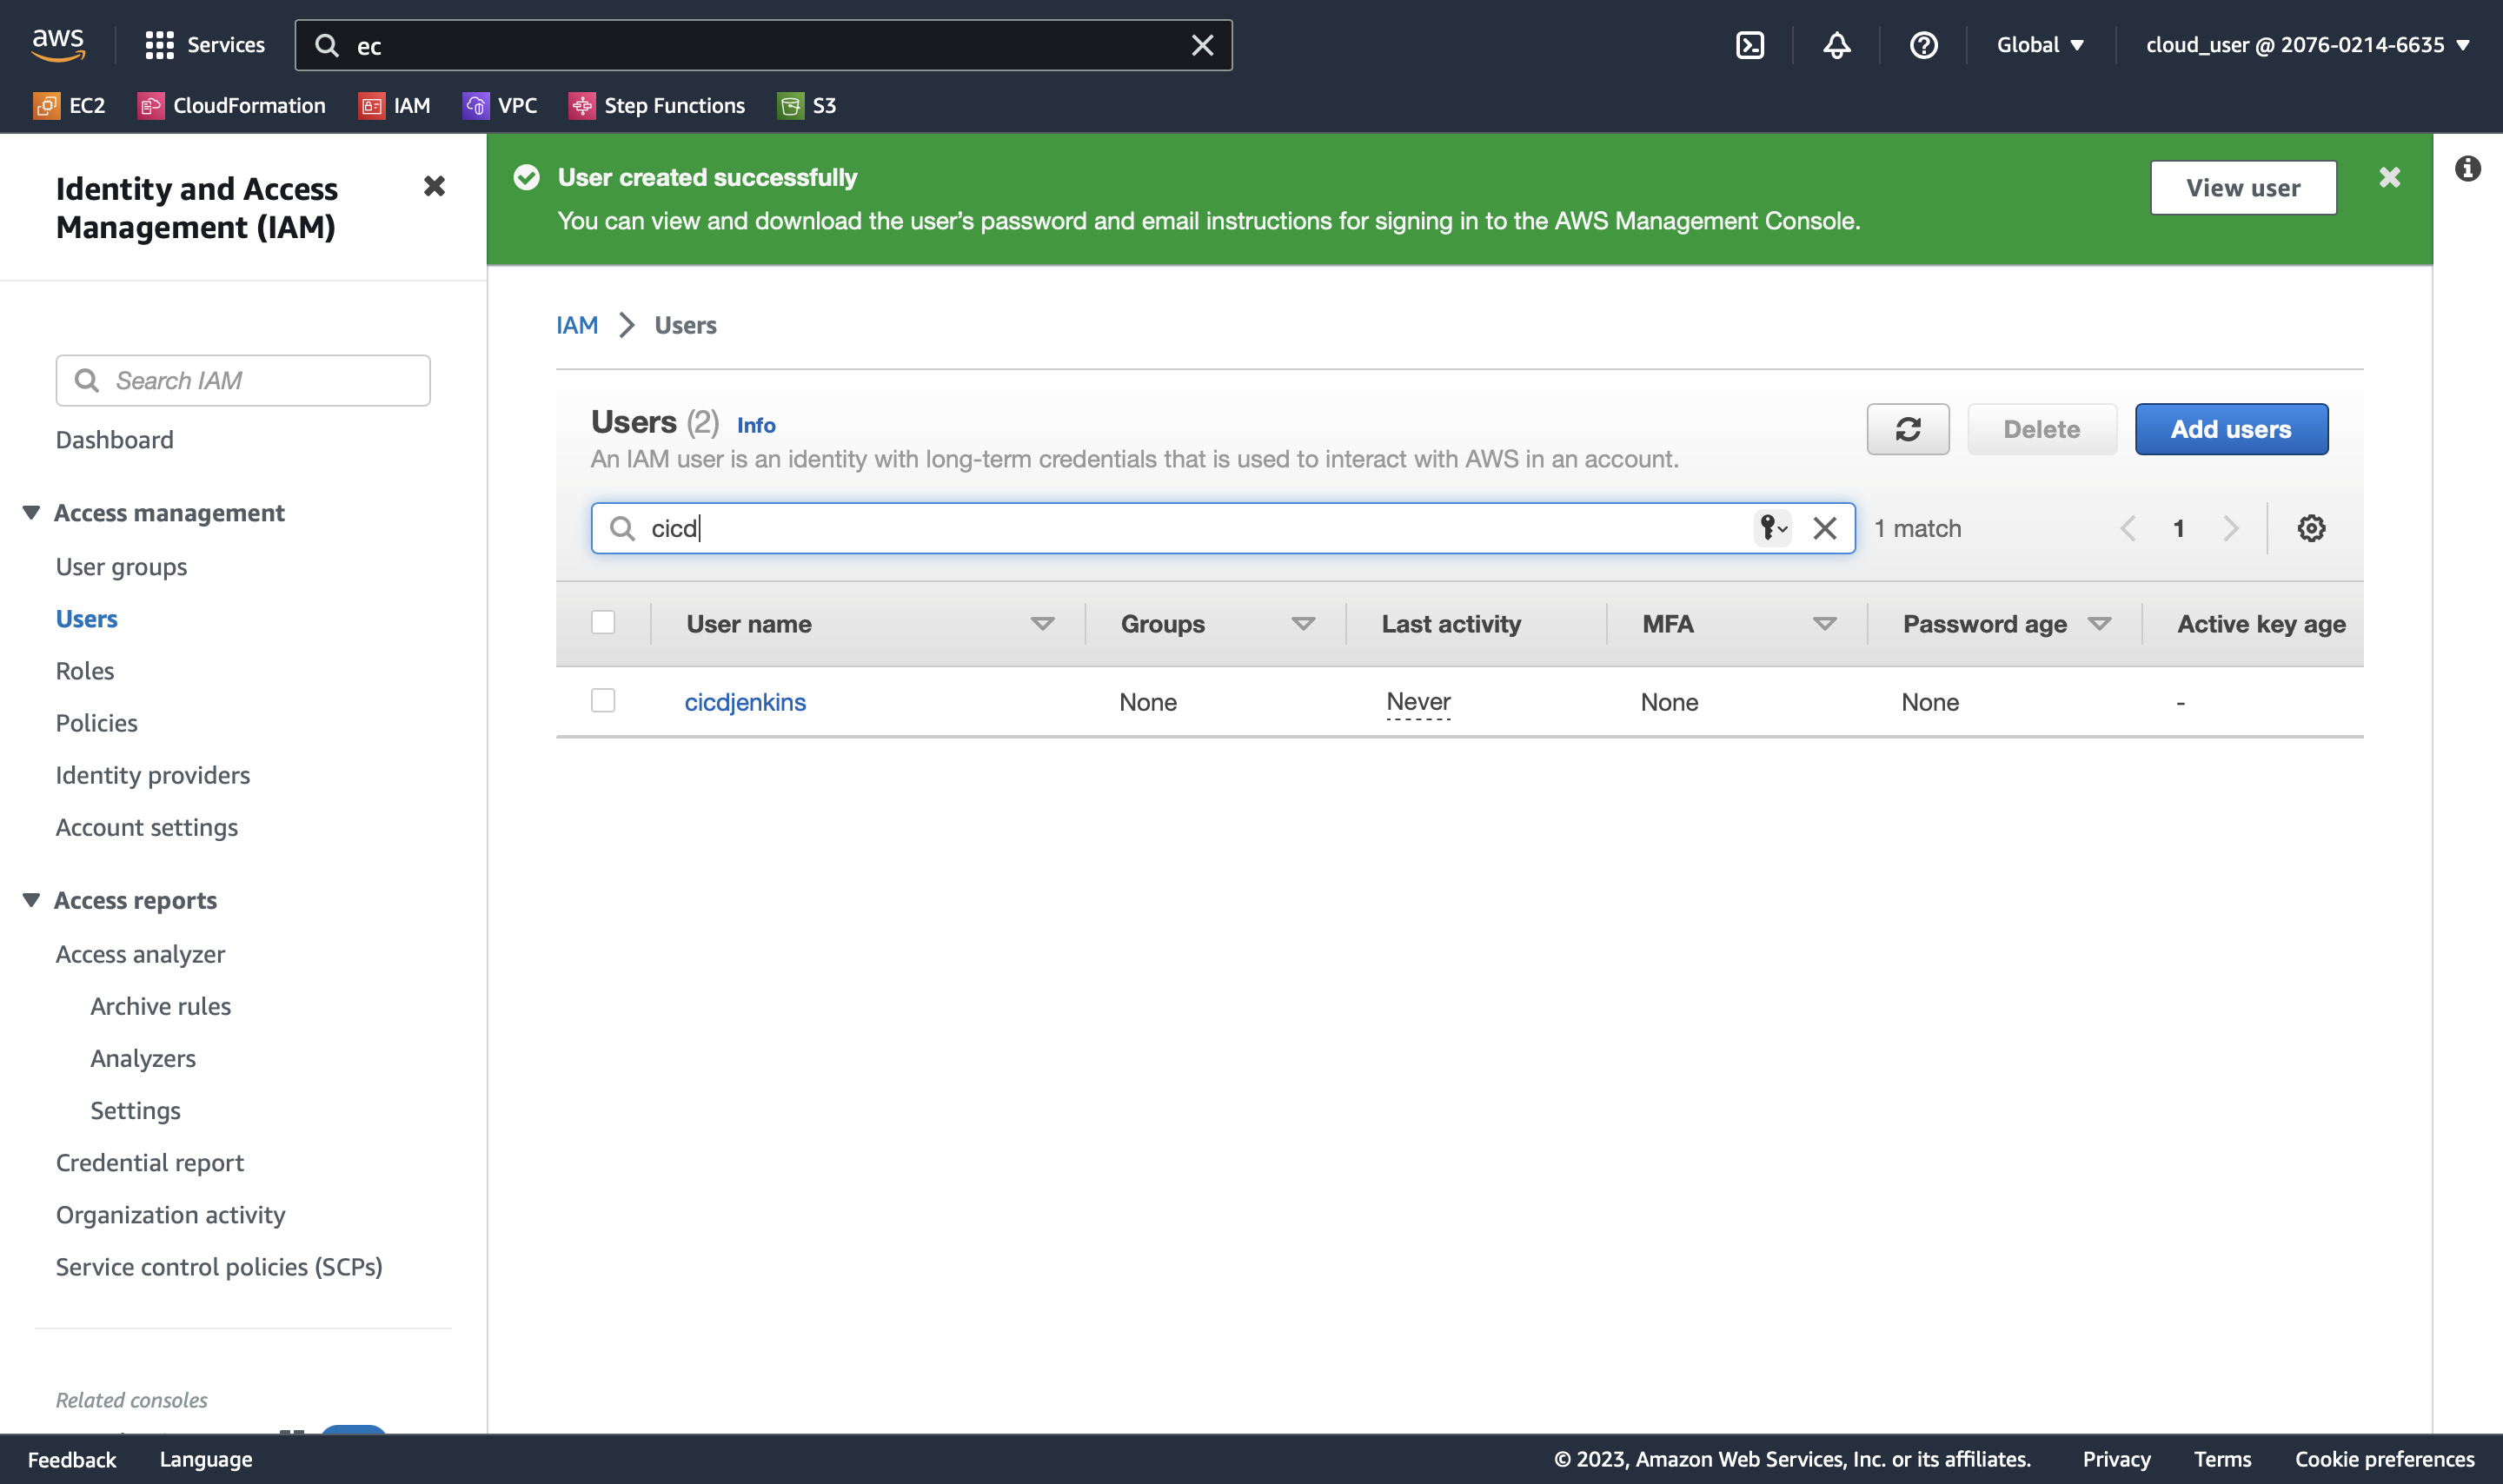 aws
Services
ec
Global
cloud_user @ 2076-0214-6635
EC2
CloudFormation
IAM
VPC
Step Functions
S3
Identity and Access
Management (IAM)
Search IAM
Dashboard
Access management
User groups
Users
Roles
Policies
Identity providers
Account settings
Access reports
Access analyzer
Archive rules
Analyzers
Settings
Credential report
Organization activity
Service control policies (SCPs)
Related consoles
User created successfully
You can view and download the user's password and email instructions for signing in to the AWS Management Console.
View user
IAM
Users
Users (2) Info
An IAM user is an identity with long-term credentials that is used to interact with AWS in an account.
Delete
Add users
cicd
1 match
1
User name
Groups
Last activity
MFA
Password age
Active key age
cicdjenkins
None
Never
None
None
-
Feedback
Language
© 2023, Amazon Web Services, Inc. or its affiliates.
Privacy
Terms
Cookie preferences